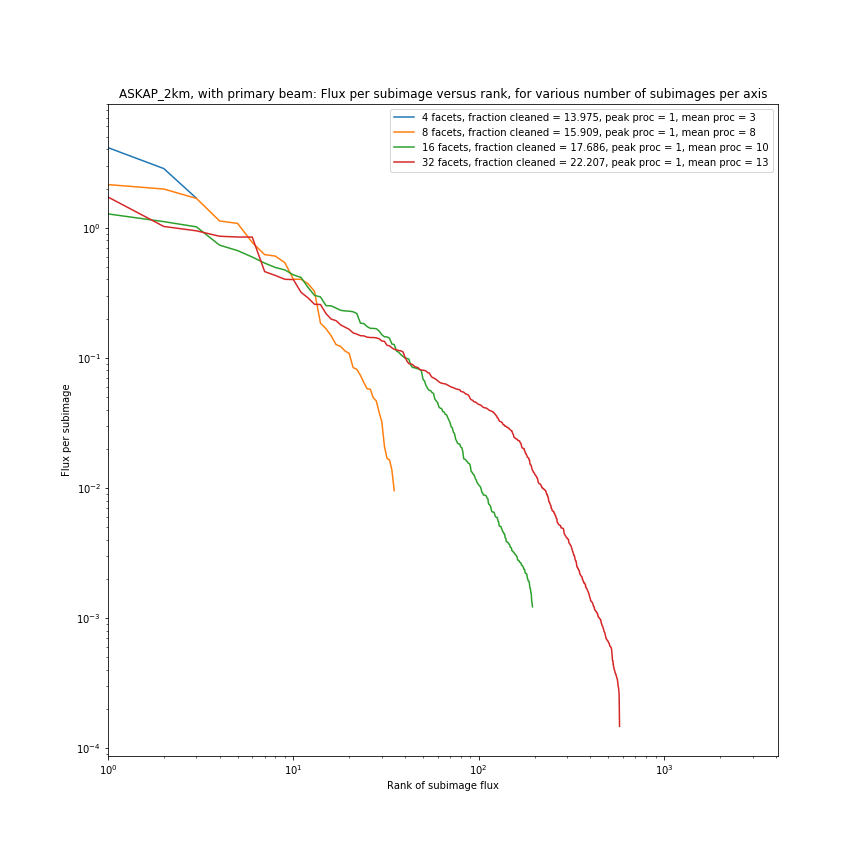 ASKAP_2km, with primary beam: Flux per subimage versus rank, for various number of subimages per axis
4 facets, fraction cleaned = 13.975, peak proc = 1, mean proc = 3
8 facets, fraction cleaned = 15.909, peak proc = 1, mean proc = 8
16 facets, fraction cleaned = 17.686, peak proc = 1, mean proc = 10
32 facets, fraction cleaned = 22.207, peak proc = 1, mean proc = 13
Flux per subimage
10⁰
10⁻¹
10⁻²
10⁻³
10⁻⁴
10⁰ 10¹ 10² 10³
Rank of subimage flux